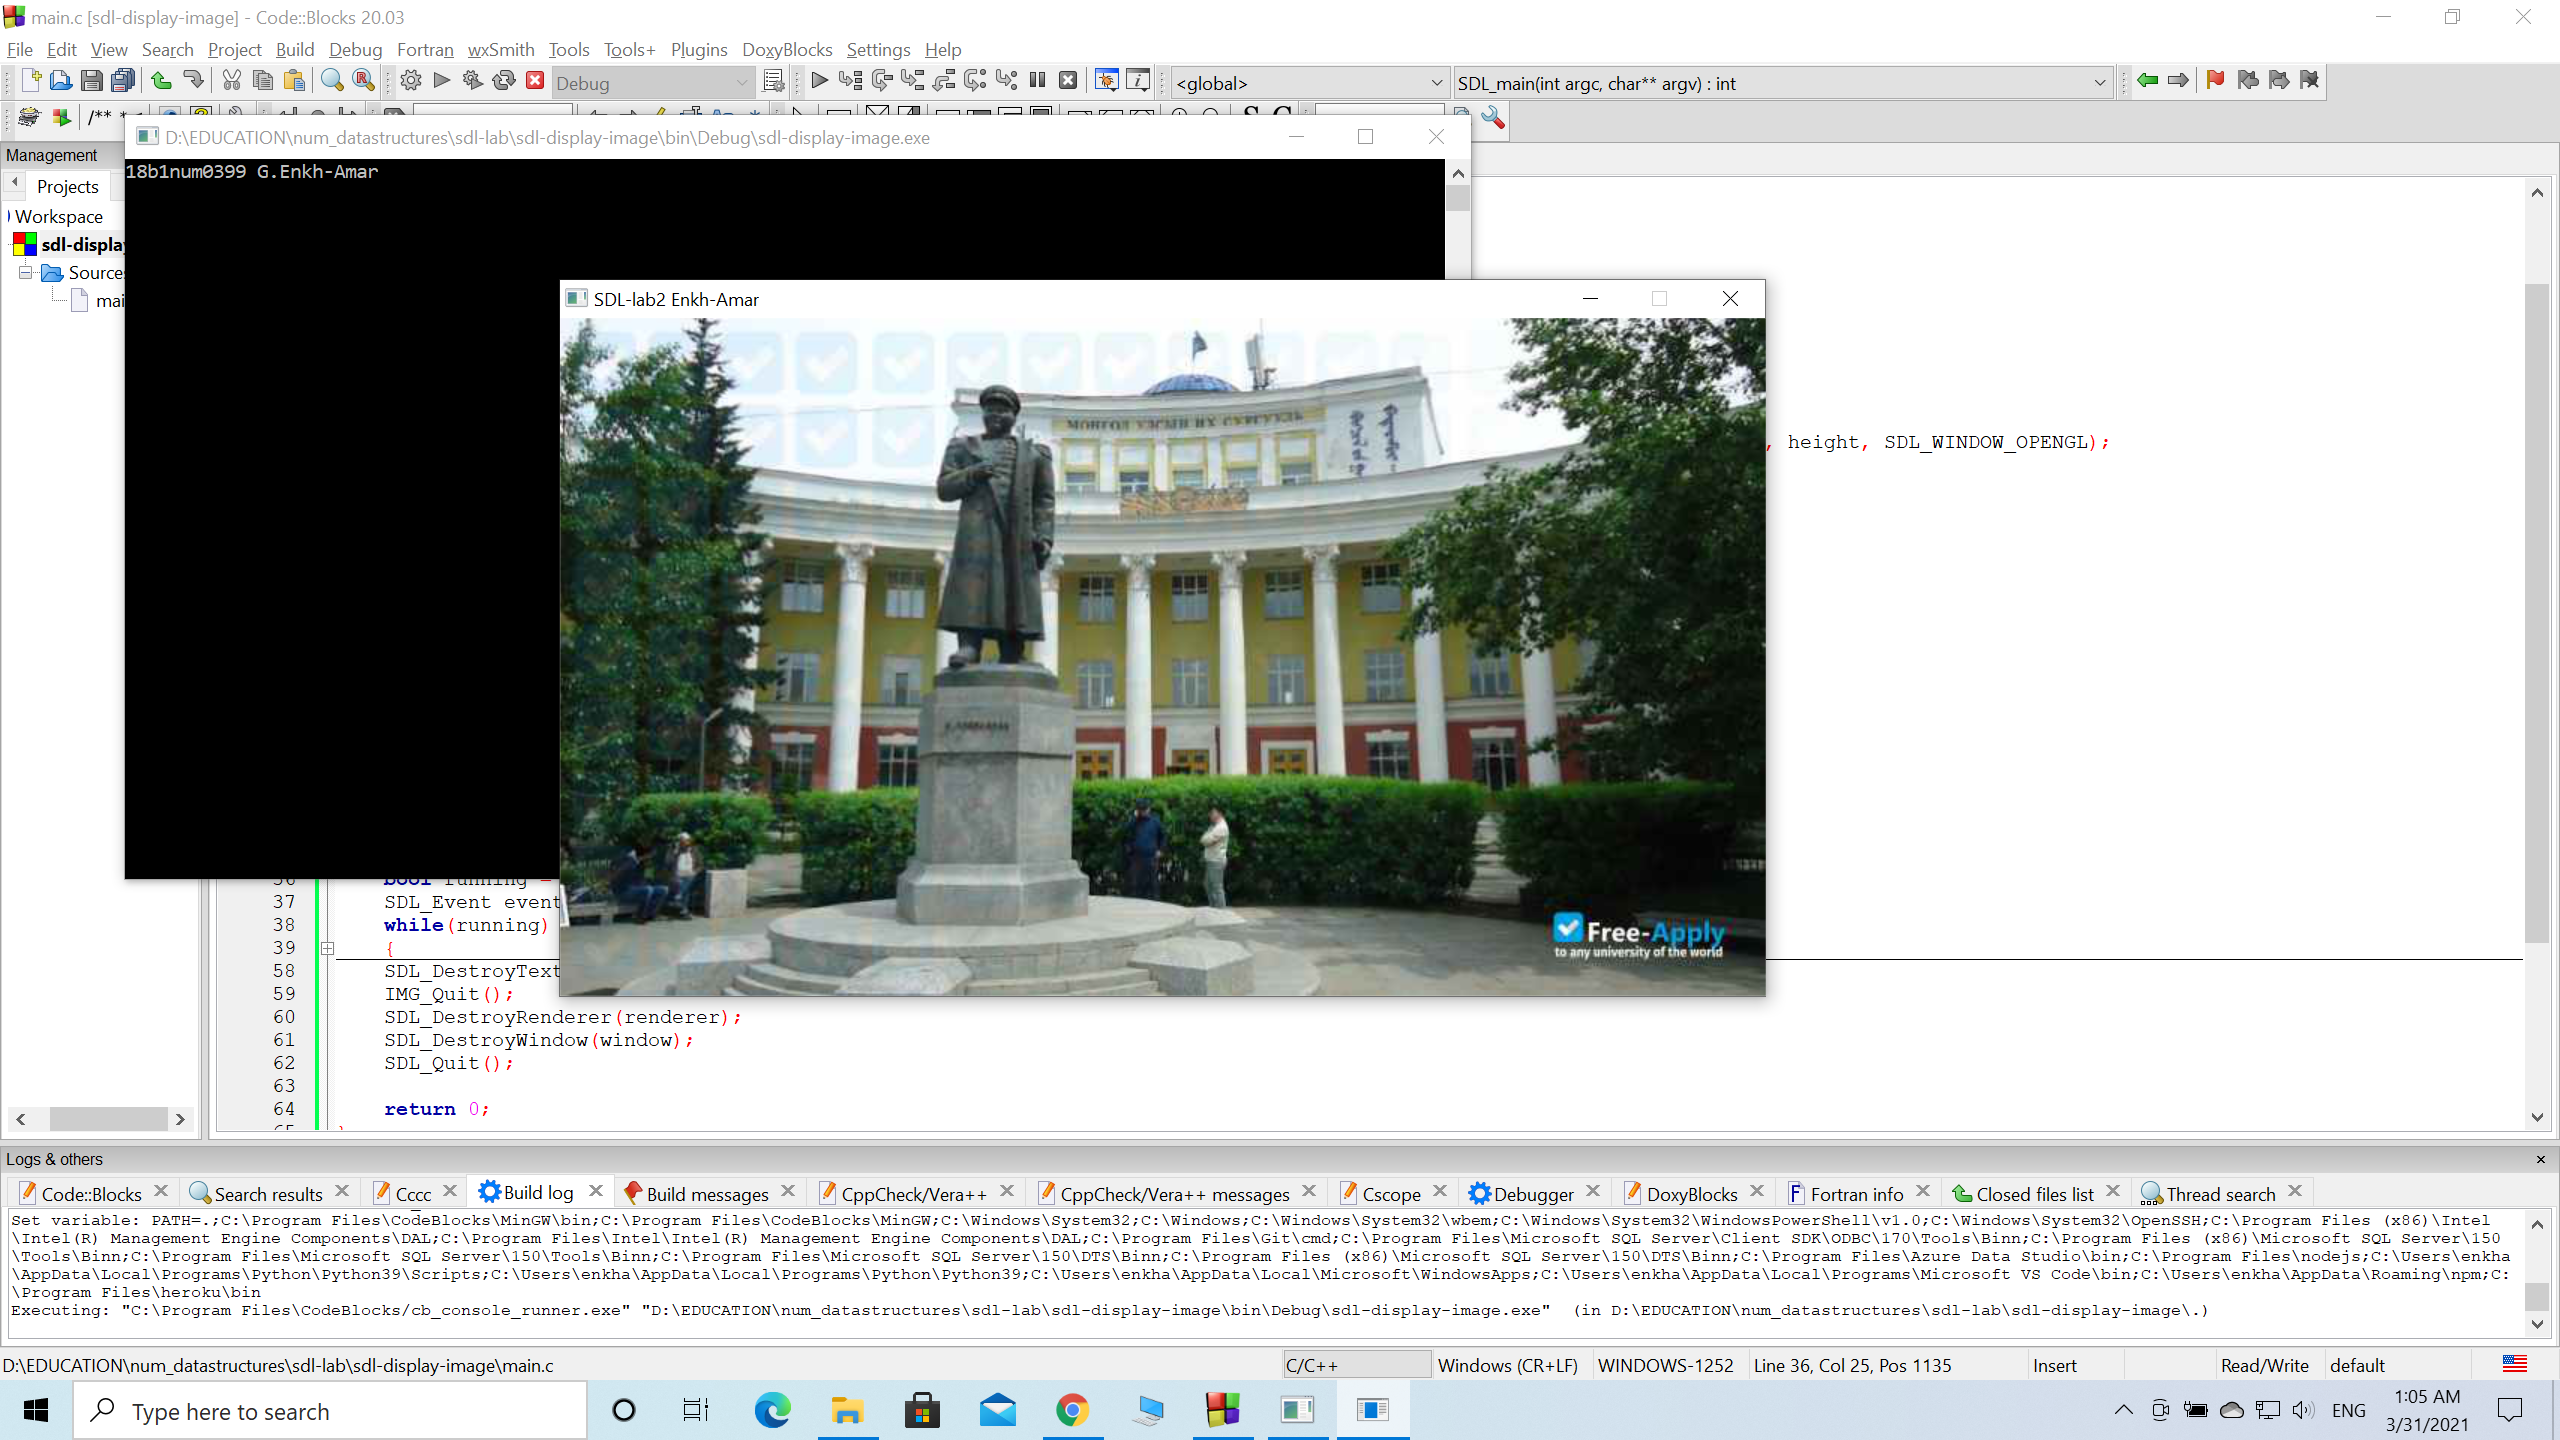 main.c [sdl-display-image] - Code::Blocks 20.03
File Edit View Search Project Build Debug Fortran wxSmith Tools Tools+ Plugins DoxyBlocks Settings Help
Debug
<global>
SDL_main(int argc, char** argv) : int
/**
D:\EDUCATION\num_datastructures\sdl-lab\sdl-display-image\bin\Debug\sdl-display-image.exe
Management
18b1num0399 G.Enkh-Amar
Projects
Workspace
sdl-display
Sources
mai
SDL-lab2 Enkh-Amar
МОНГОЛ УЛСЫН ИХ СУРГУУЛЬ
, height, SDL_WINDOW_OPENGL);
36 bool running =
37 SDL_Event event
38 while(running)
39 {
Free-Apply
to any university of the world
58 SDL_DestroyText
59 IMG_Quit();
60 SDL_DestroyRenderer(renderer);
61 SDL_DestroyWindow(window);
62 SDL_Quit();
63
64 return 0;
65
Logs & others
Code::Blocks Search results Cccc Build log Build messages CppCheck/Vera++ CppCheck/Vera++ messages Cscope Debugger DoxyBlocks Fortran info Closed files list Thread search
Set variable: PATH=.;C:\Program Files\CodeBlocks\MinGW\bin;C:\Program Files\CodeBlocks\MinGW;C:\Windows\System32;C:\Windows;C:\Windows\System32\wbem;C:\Windows\System32\WindowsPowerShell\v1.0;C:\Windows\System32\OpenSSH;C:\Program Files (x86)\Intel
\Intel(R) Management Engine Components\DAL;C:\Program Files\Intel\Intel(R) Management Engine Components\DAL;C:\Program Files\Git\cmd;C:\Program Files\Microsoft SQL Server\Client SDK\ODBC\170\Tools\Binn;C:\Program Files (x86)\Microsoft SQL Server\150
\Tools\Binn;C:\Program Files\Microsoft SQL Server\150\Tools\Binn;C:\Program Files\Microsoft SQL Server\150\DTS\Binn;C:\Program Files (x86)\Microsoft SQL Server\150\DTS\Binn;C:\Program Files\Azure Data Studio\bin;C:\Program Files\nodejs;C:\Users\enkha
\AppData\Local\Programs\Python\Python39\Scripts;C:\Users\enkha\AppData\Local\Programs\Python\Python39;C:\Users\enkha\AppData\Local\Microsoft\WindowsApps;C:\Users\enkha\AppData\Local\Programs\Microsoft VS Code\bin;C:\Users\enkha\AppData\Roaming\npm;C:
\Program Files\heroku\bin
Executing: "C:\Program Files\CodeBlocks/cb_console_runner.exe" "D:\EDUCATION\num_datastructures\sdl-lab\sdl-display-image\bin\Debug\sdl-display-image.exe" (in D:\EDUCATION\num_datastructures\sdl-lab\sdl-display-image\.)
D:\EDUCATION\num_datastructures\sdl-lab\sdl-display-image\main.c
C/C++
Windows (CR+LF)
WINDOWS-1252
Line 36, Col 25, Pos 1135
Insert
Read/Write
default
Type here to search
ENG
1:05 AM
3/31/2021